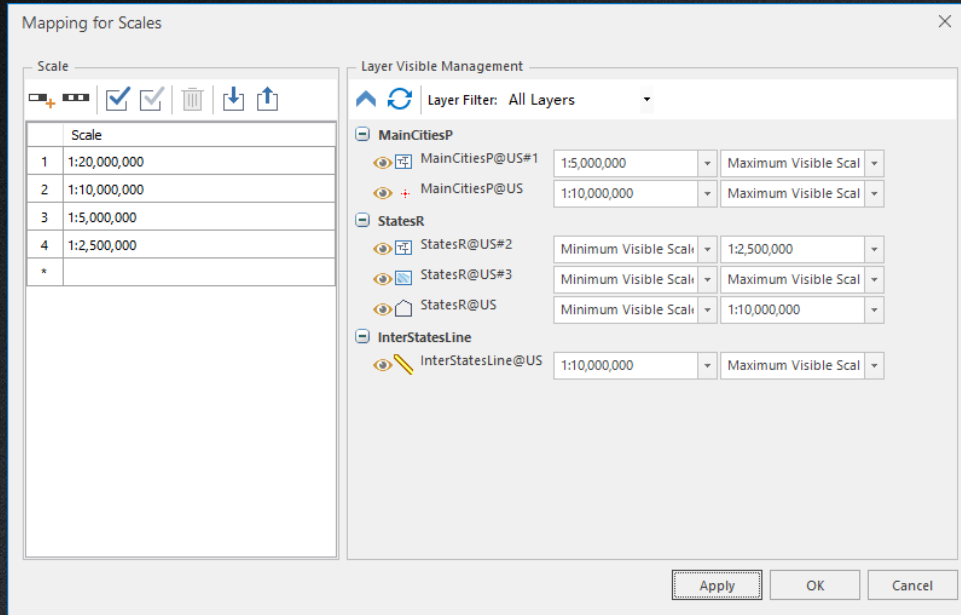 Mapping for Scales
Scale
Layer Visible Management
Layer Filter: All Layers
Scale
1 1:20,000,000
2 1:10,000,000
3 1:5,000,000
4 1:2,500,000
*
MainCitiesP
MainCitiesP@US#1 1:5,000,000 Maximum Visible Scal
MainCitiesP@US 1:10,000,000 Maximum Visible Scal
StatesR
StatesR@US#2 Minimum Visible Scale 1:2,500,000
StatesR@US#3 Minimum Visible Scale Maximum Visible Scal
StatesR@US Minimum Visible Scale 1:10,000,000
InterStatesLine
InterStatesLine@US 1:10,000,000 Maximum Visible Scal
Apply OK Cancel